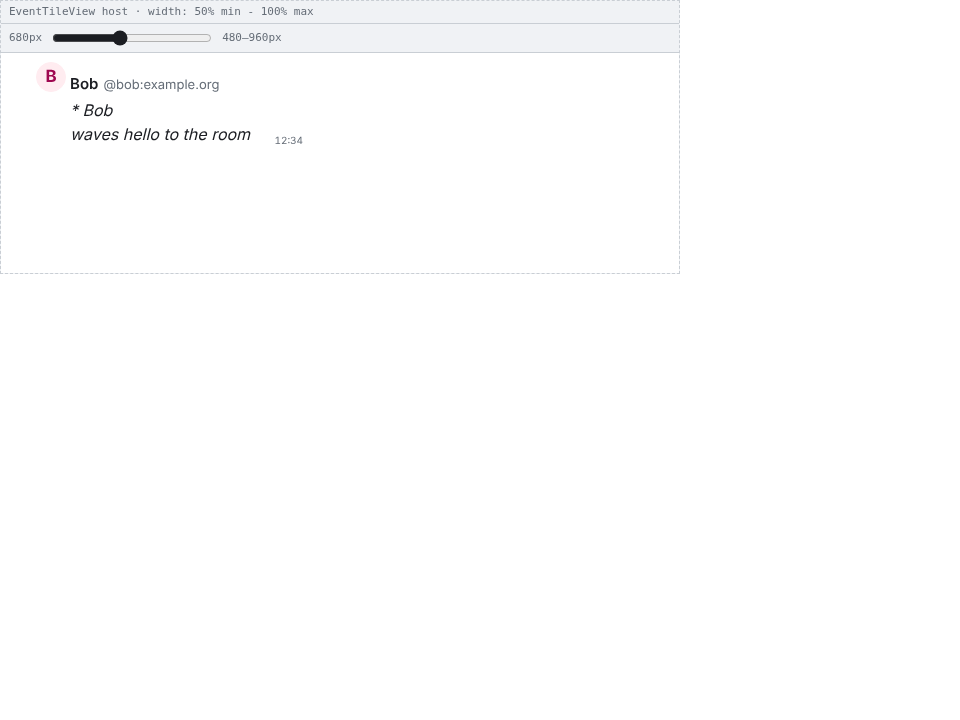 EventTileView host · width: 50% min - 100% max
680px 480–960px
B Bob @bob:example.org
* Bob
waves hello to the room 12:34